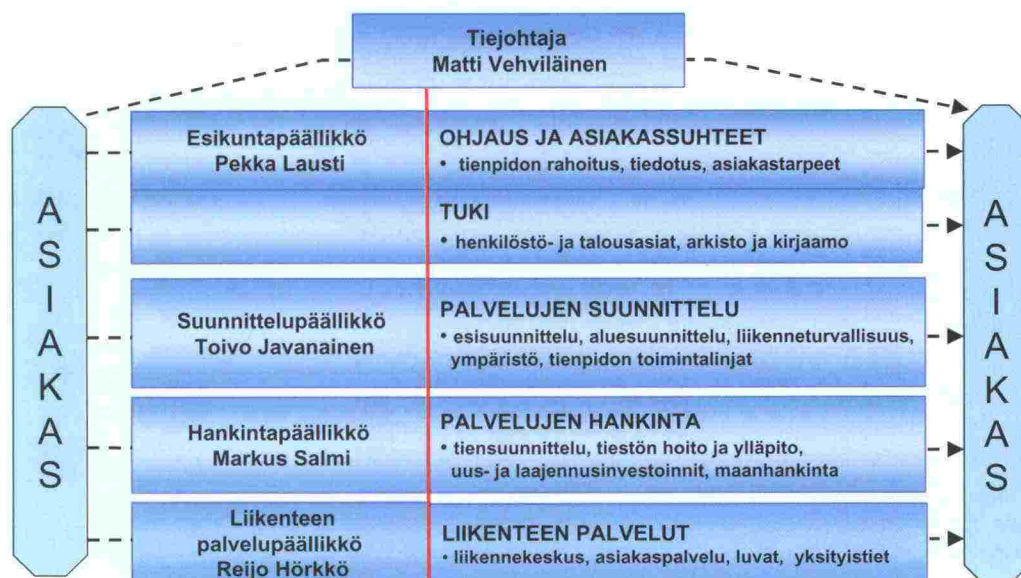 Tiejohtaja
Matti Vehviläinen
ASIAKAS
Esikuntapäällikkö
Pekka Lausti
OHJAUS JA ASIAKASSUHTEET
• tienpidon rahoitus, tiedotus, asiakastarpeet
TUKI
• henkilöstö- ja talousasiat, arkisto ja kirjaamo
Suunnittelupäällikkö
Toivo Javanainen
PALVELUJEN SUUNNITTELU
• esisuunnittelu, aluesuunnittelu, liikenneturvallisuus,
ympäristö, tienpidon toimintalinjat
Hankintapäällikkö
Markus Salmi
PALVELUJEN HANKINTA
• tiensuunnittelu, tiestön hoito ja ylläpito,
uus- ja laajennusinvestoinnit, maanhankinta
Liikenteen
palvelupäällikkö
Reijo Hörkkö
LIIKENTEEN PALVELUT
• liikennekeskus, asiakaspalvelu, luvat, yksityistiet
ASIAKAS